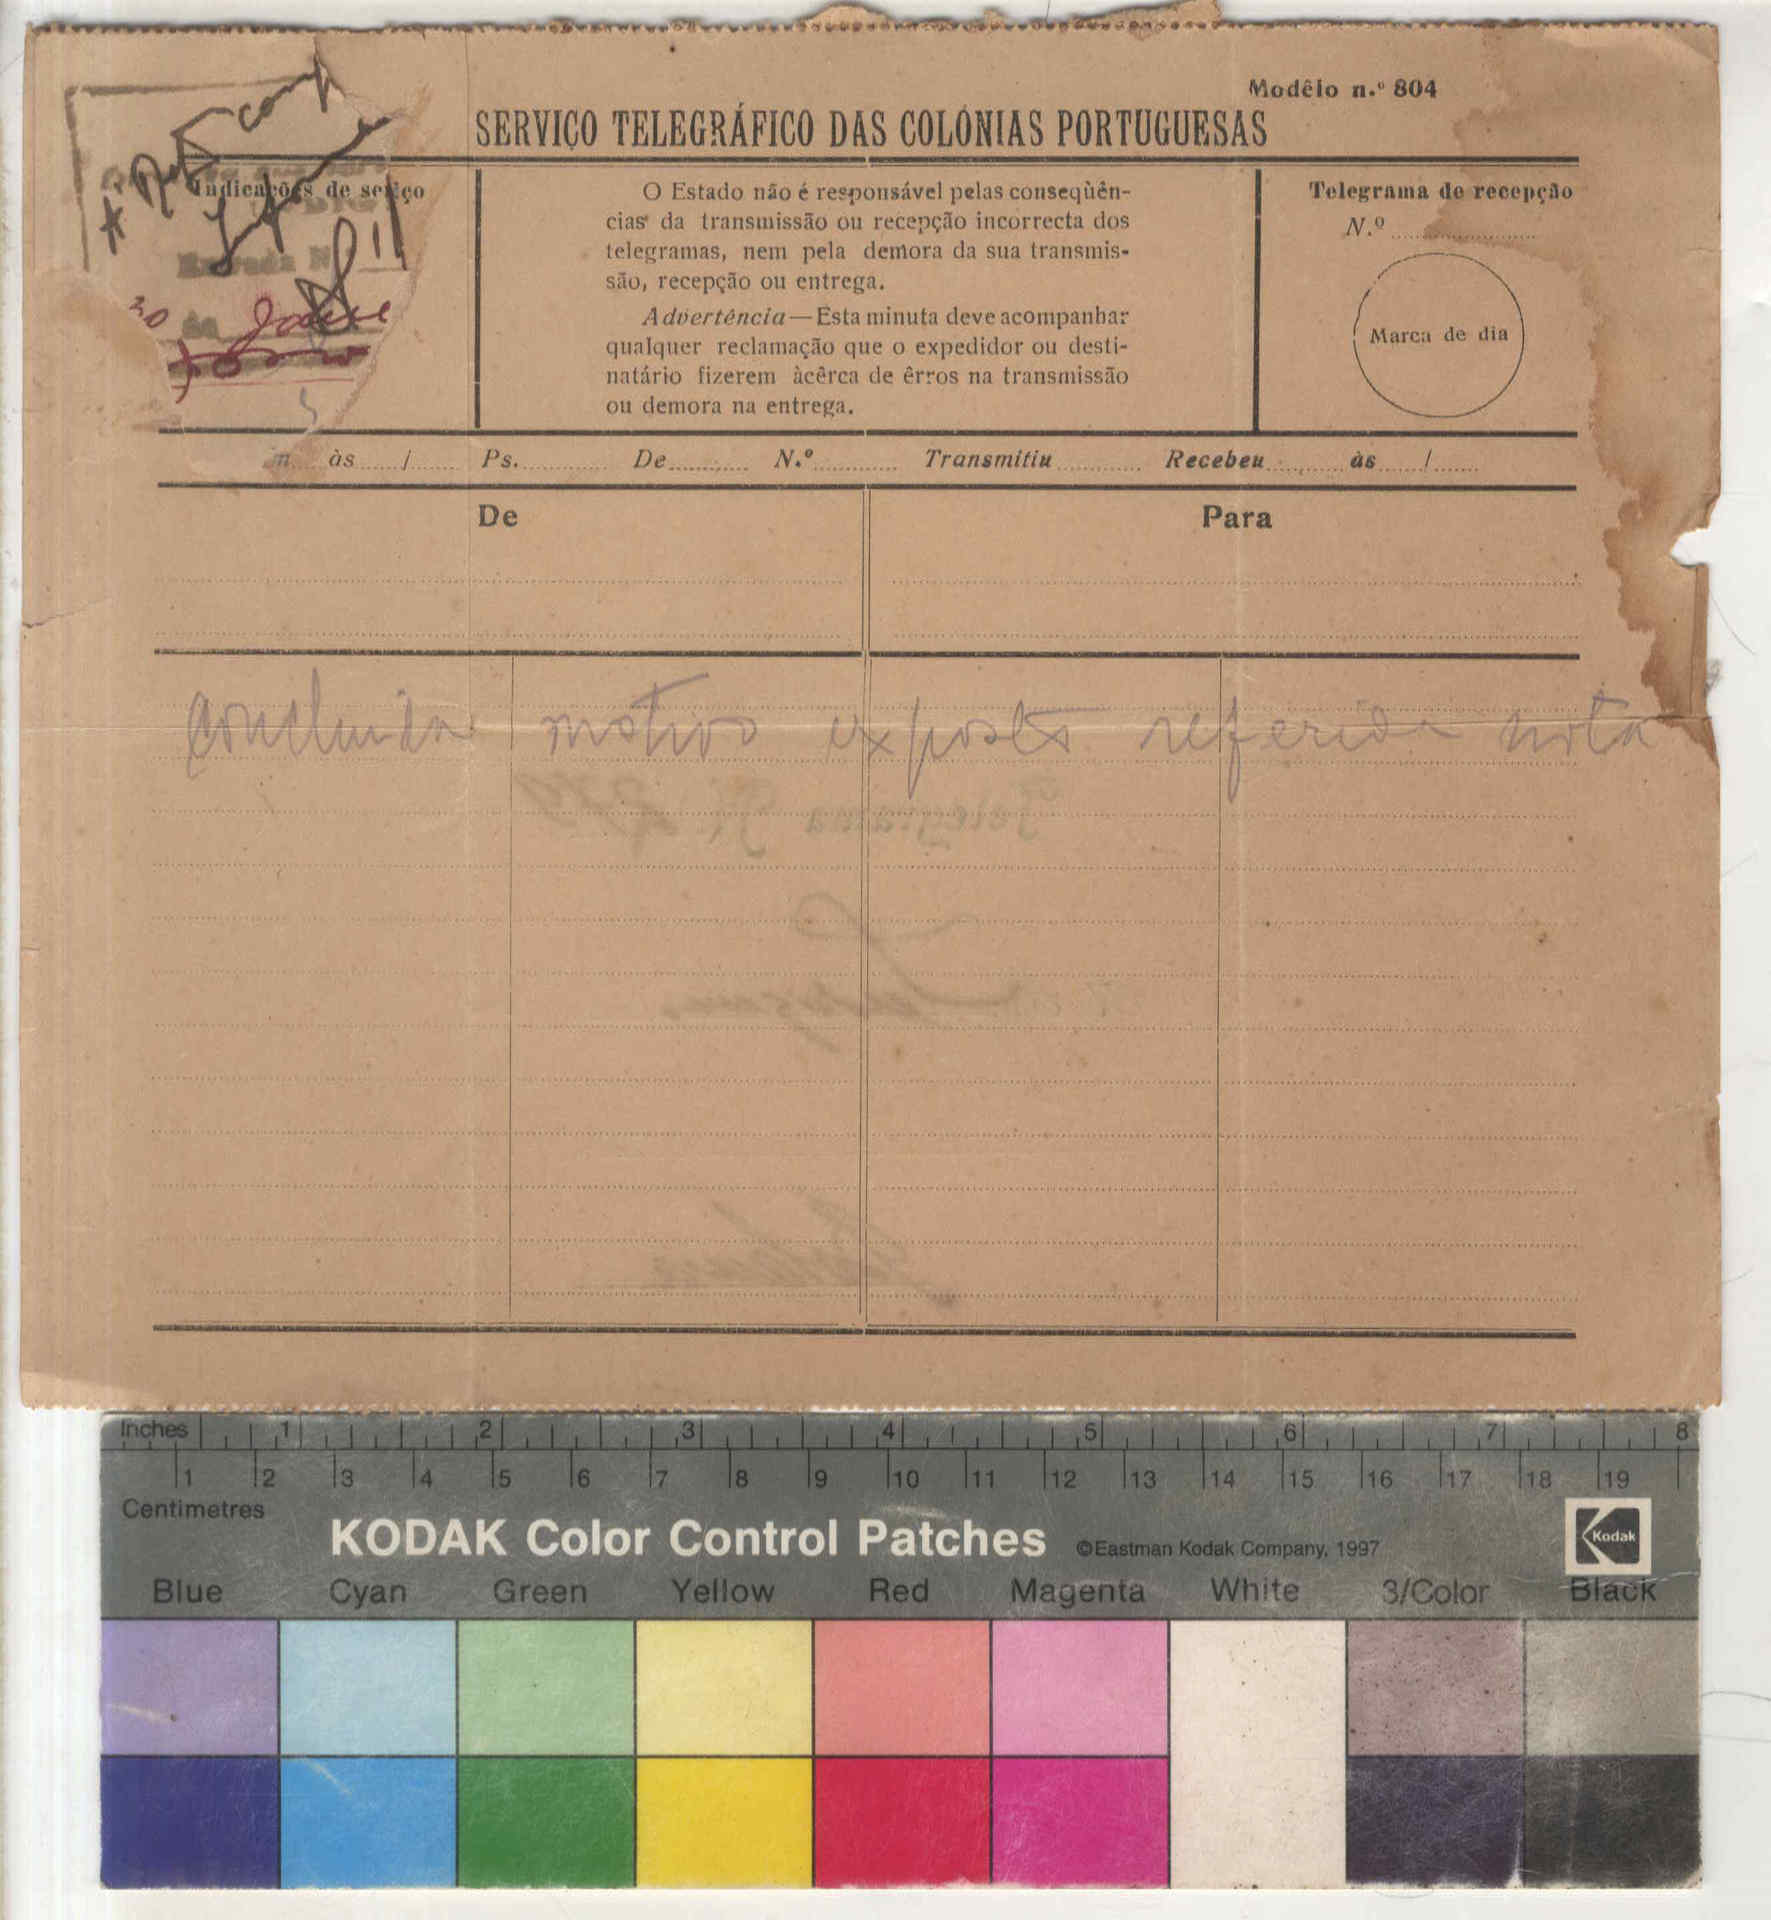 Modêlo n.º 804
SERVIÇO TELEGRÁFICO DAS COLÓNIAS PORTUGUESAS
Indicações de serviço
Entrada N
30
O Estado não é responsável pelas conseqüên-
cias da transmissão ou recepção incorrecta dos
telegramas, nem pela demora da sua transmis-
são, recepção ou entrega.
Advertência—Esta minuta deve acompanhar
qualquer reclamação que o expedidor ou desti-
natário fizerem àcêrca de êrros na transmissão
ou demora na entrega.
Telegrama de recepção
N.º
Marca de dia
às / Ps. De N.º Transmitiu Recebeu às /
De Para
motivo exposto referida nota
Inches 1 2 3 4 5 6 7 8
1 2 3 4 5 6 7 8 9 10 11 12 13 14 15 16 17 18 19
Centimetres
KODAK Color Control Patches ©Eastman Kodak Company, 1997 Kodak
Blue Cyan Green Yellow Red Magenta White 3/Color Black